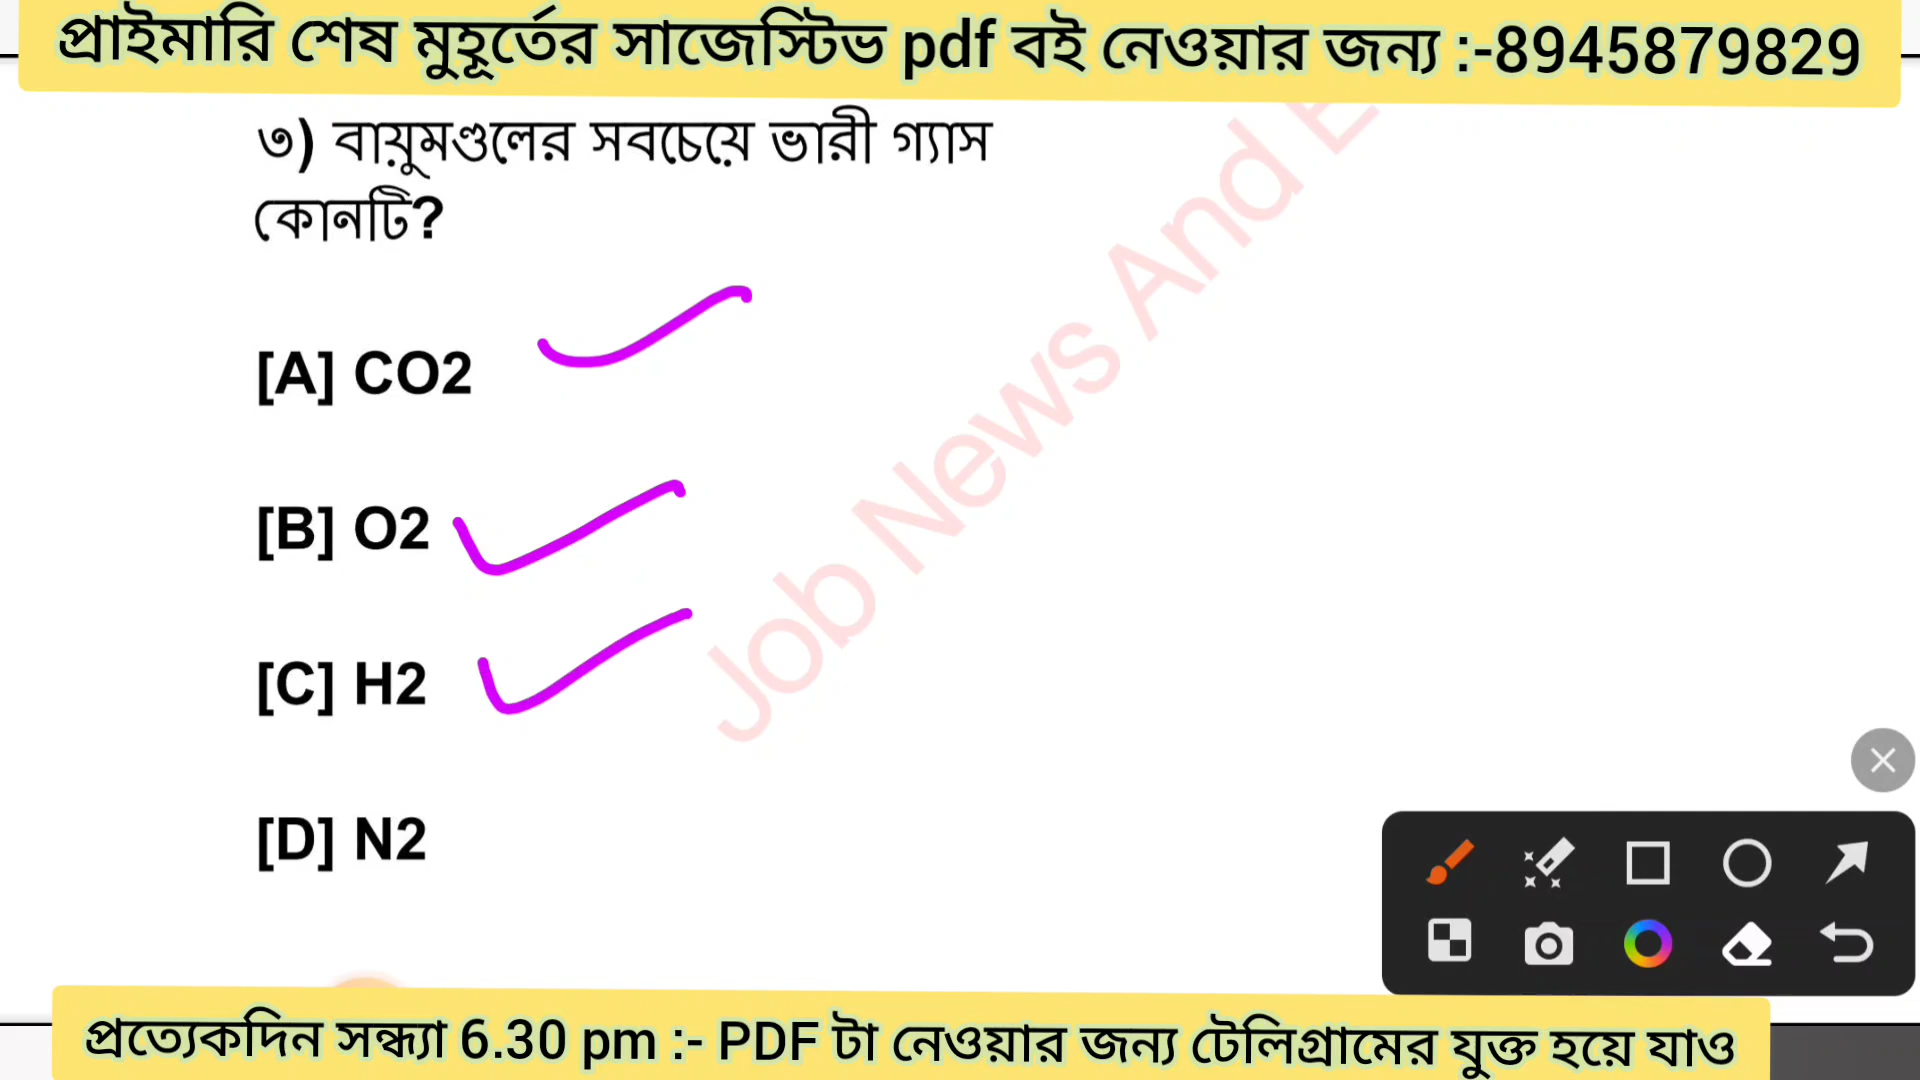 প্রাইমারি শেষ মুহূর্তের সাজেস্টিভ pdf বই নেওয়ার জন্য :-8945879829
৩) বায়ুমণ্ডলের সবচেয়ে ভারী গ্যাস
কোনটি?
[A] CO2
[B] O2
[C] H2
[D] N2
Job News And E
প্রত্যেকদিন সন্ধ্যা 6.30 pm :- PDF টা নেওয়ার জন্য টেলিগ্রামের যুক্ত হয়ে যাও